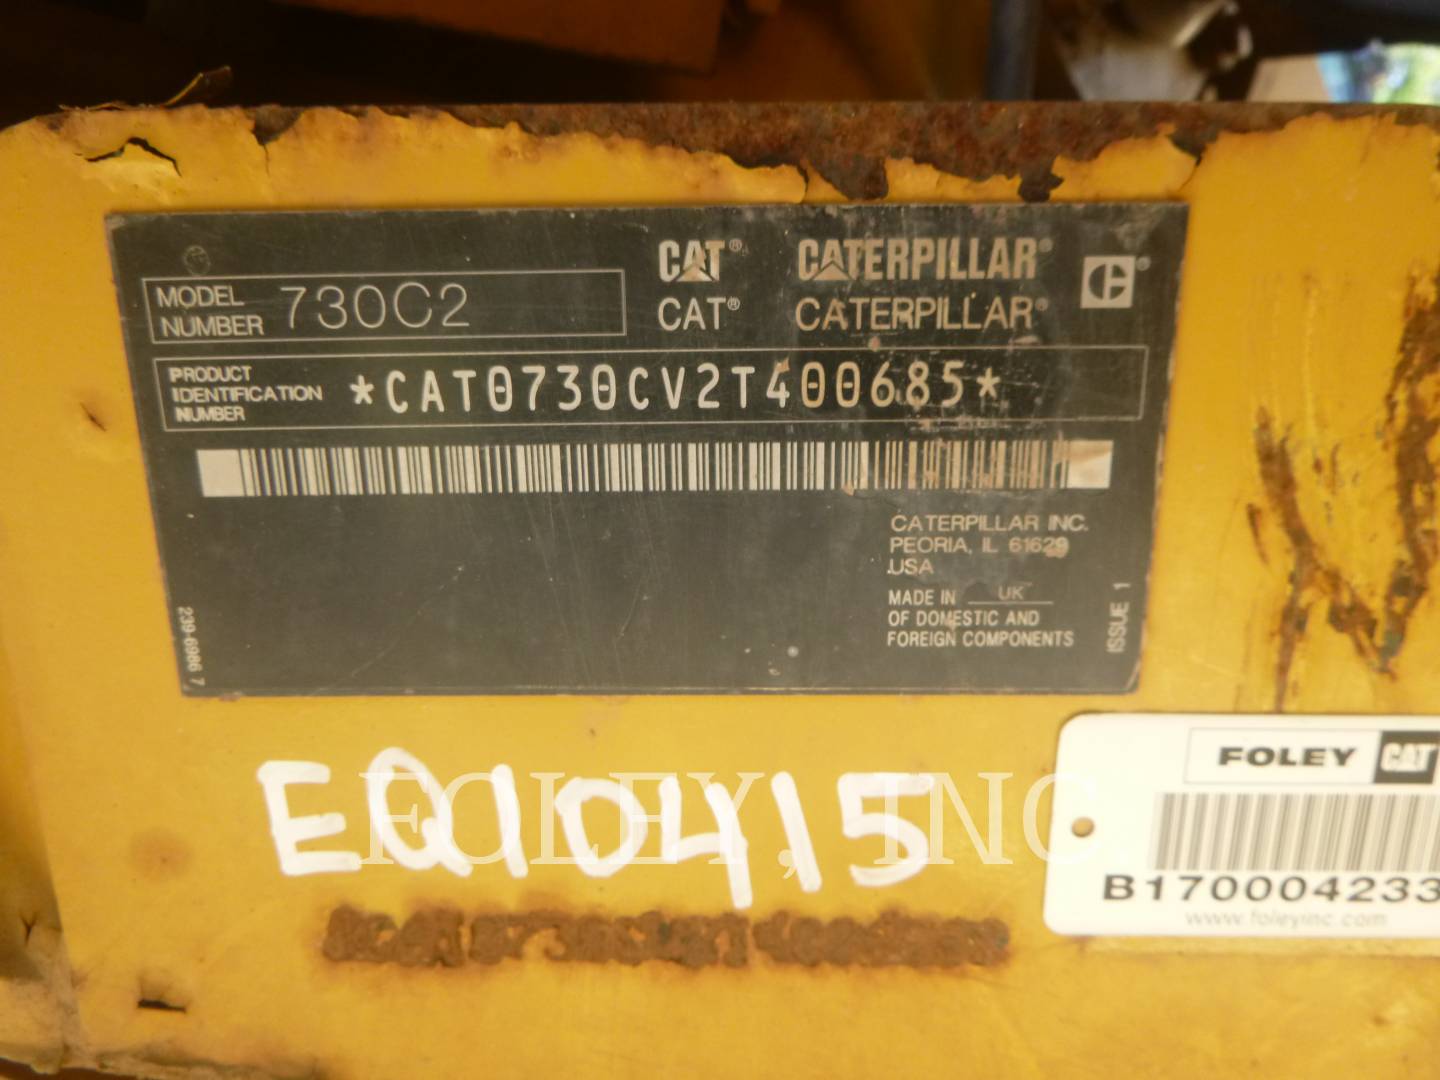 CAT® CATERPILLAR®
MODEL NUMBER 730C2
CAT® CATERPILLAR®
PRODUCT IDENTIFICATION NUMBER *CAT0730CV2T400685*
CATERPILLAR INC.
PEORIA, IL 61629
USA
MADE IN UK
OF DOMESTIC AND
FOREIGN COMPONENTS
ISSUE 1
239-6986 7
EQ10415
FOLEY, INC.
FOLEY CAT
B170004233
www.foleyinc.com